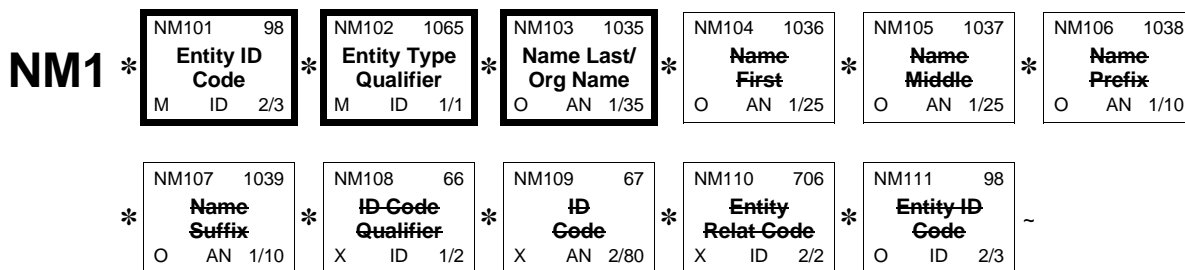 NM1 * NM101 98 * NM102 1065 * NM103 1035 * NM104 1036 * NM105 1037 * NM106 1038
Entity ID Entity Type Name Last/ Name Name Name
Code Qualifier Org Name First Middle Prefix
M ID 2/3 M ID 1/1 O AN 1/35 O AN 1/25 O AN 1/25 O AN 1/10
* NM107 1039 * NM108 66 * NM109 67 * NM110 706 * NM111 98 ~
Name ID Code ID Entity Entity ID
Suffix Qualifier Code Relat Code Code
O AN 1/10 X ID 1/2 X AN 2/80 X ID 2/2 O ID 2/3